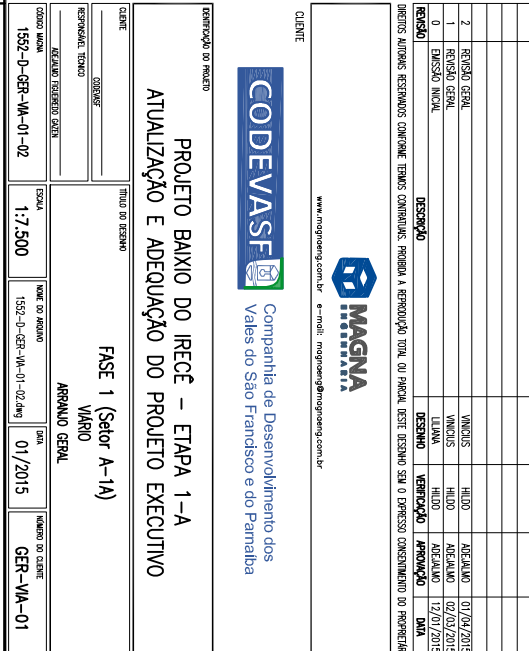 2 REVISÃO GERAL VINICIUS HILDO ADEJALMO 01/04/2015
1 REVISÃO GERAL VINICIUS HILDO ADEJALMO 02/03/2015
0 EMISSÃO INICIAL LILIANA HILDO ADEJALMO 12/01/2015
REVISÃO DESCRIÇÃO DESENHO VERIFICAÇÃO APROVAÇÃO DATA
DIREITOS AUTORAIS RESERVADOS CONFORME TERMOS CONTRATUAIS. PROIBIDA A REPRODUÇÃO TOTAL OU PARCIAL DESTE DESENHO SEM O EXPRESSO CONSENTIMENTO DO
MAGNA
ENGENHARIA
www.magnaeng.com.br e-mail: magnaeng@magnaeng.com.br
CLIENTE
CODEVASF
Companhia de Desenvolvimento dos
Vales do São Francisco e do Parnaíba
IDENTIFICAÇÃO DO PROJETO
PROJETO BAIXIO DO IRECÊ - ETAPA 1-A
ATUALIZAÇÃO E ADEQUAÇÃO DO PROJETO EXECUTIVO
CLIENTE
CODEVASF
RESPONSÁVEL TÉCNICO
ADEJALMO FIGUEIREDO GAZEN
TÍTULO DO DESENHO
FASE 1 (Setor A-1A)
VIÁRIO
ARRANJO GERAL
CÓDIGO MAGNA
1552-D-GER-VIA-01-02
ESCALA
1:7.500
NOME DO ARQUIVO
1552-D-GER-VIA-01-02.dwg
DATA
01/2015
NÚMERO DO CLIENTE
GER-VIA-01